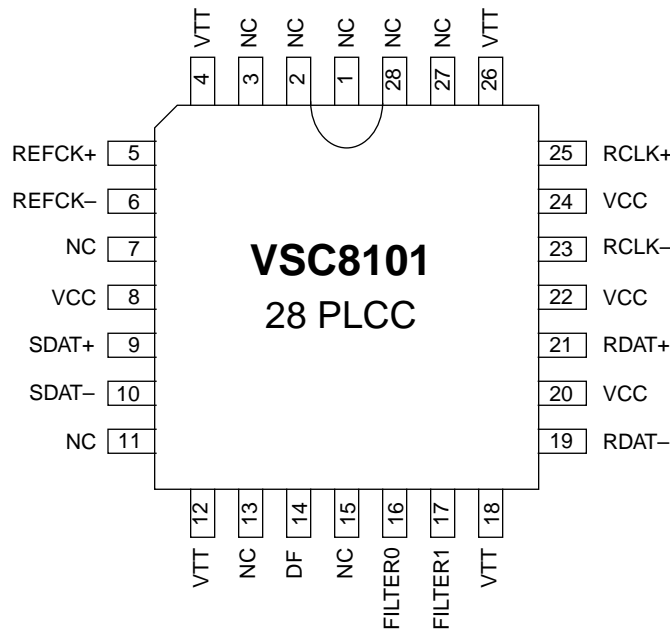 VTT NC NC NC NC NC VTT
4 3 2 1 28 27 26
REFCK+ 5
REFCK– 6
NC 7
VCC 8
SDAT+ 9
SDAT– 10
NC 11
VSC8101
28 PLCC
25 RCLK+
24 VCC
23 RCLK–
22 VCC
21 RDAT+
20 VCC
19 RDAT–
12 13 14 15 16 17 18
VTT NC DF NC FILTER0 FILTER1 VTT